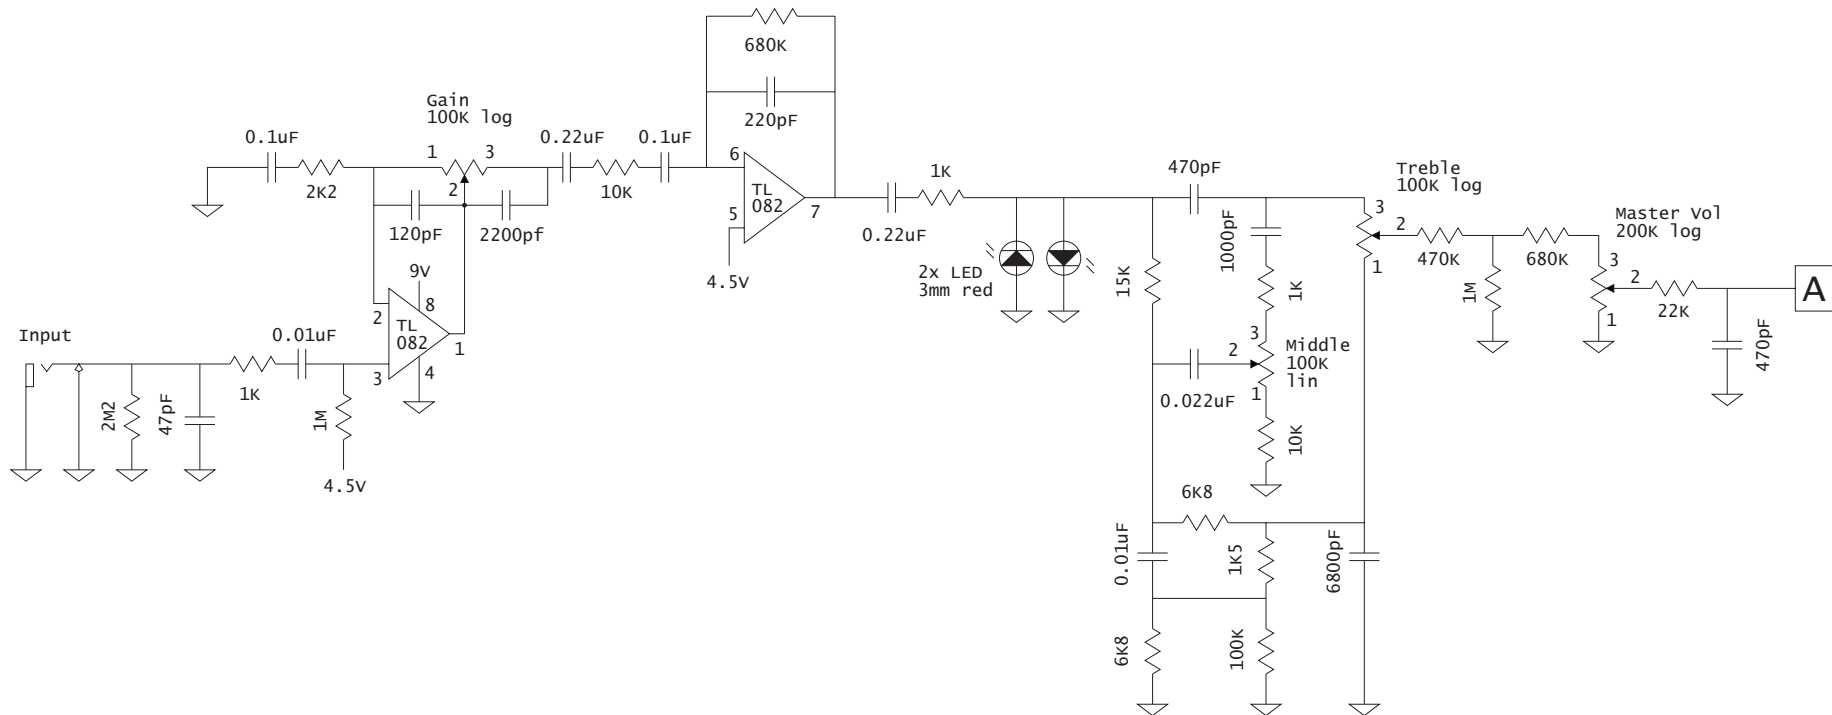 680K
220pF
Gain
100K log
0.1uF
1
3
0.22uF
0.1uF
2K2
2
10K
120pF
2200pf
6
TL
082
5
7
4.5V
9V
8
2
TL
082
1
3
4
Input
0.01uF
1K
2M2
47pF
1M
4.5V
1K
0.22uF
2x LED
3mm red
470pF
1000pF
Treble
100K log
3
2
1
15K
1K
3
2
Middle
100K
lin
1
0.022uF
10K
470K
680K
1M
Master Vol
200K log
3
2
1
22K
A
470pF
6K8
0.01uF
1K5
6800pF
6K8
100K